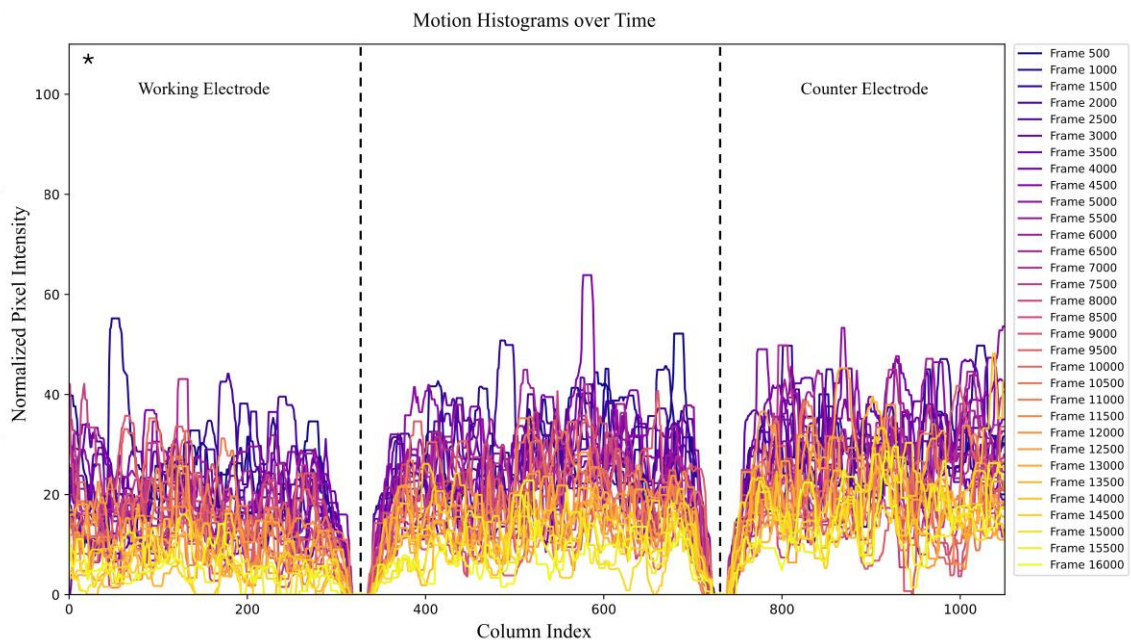 Motion Histograms over Time
*
Working Electrode
Counter Electrode
Normalized Pixel Intensity
100
80
60
40
20
0
0
200
400
600
800
1000
Column Index
Frame 500
Frame 1000
Frame 1500
Frame 2000
Frame 2500
Frame 3000
Frame 3500
Frame 4000
Frame 4500
Frame 5000
Frame 5500
Frame 6000
Frame 6500
Frame 7000
Frame 7500
Frame 8000
Frame 8500
Frame 9000
Frame 9500
Frame 10000
Frame 10500
Frame 11000
Frame 11500
Frame 12000
Frame 12500
Frame 13000
Frame 13500
Frame 14000
Frame 14500
Frame 15000
Frame 15500
Frame 16000